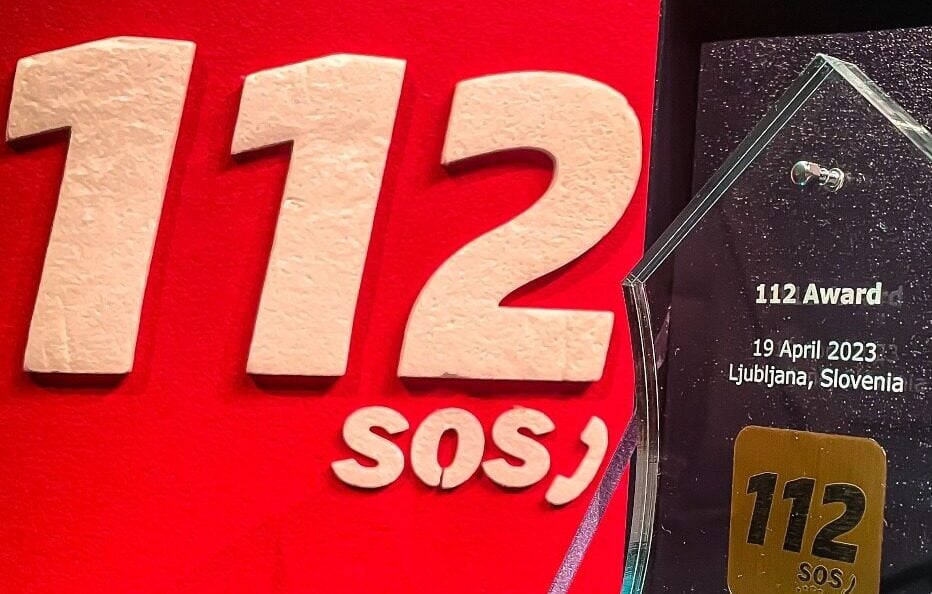 112
SOS
112 Award
19 April 2023
Ljubljana, Slovenia
112
SOS